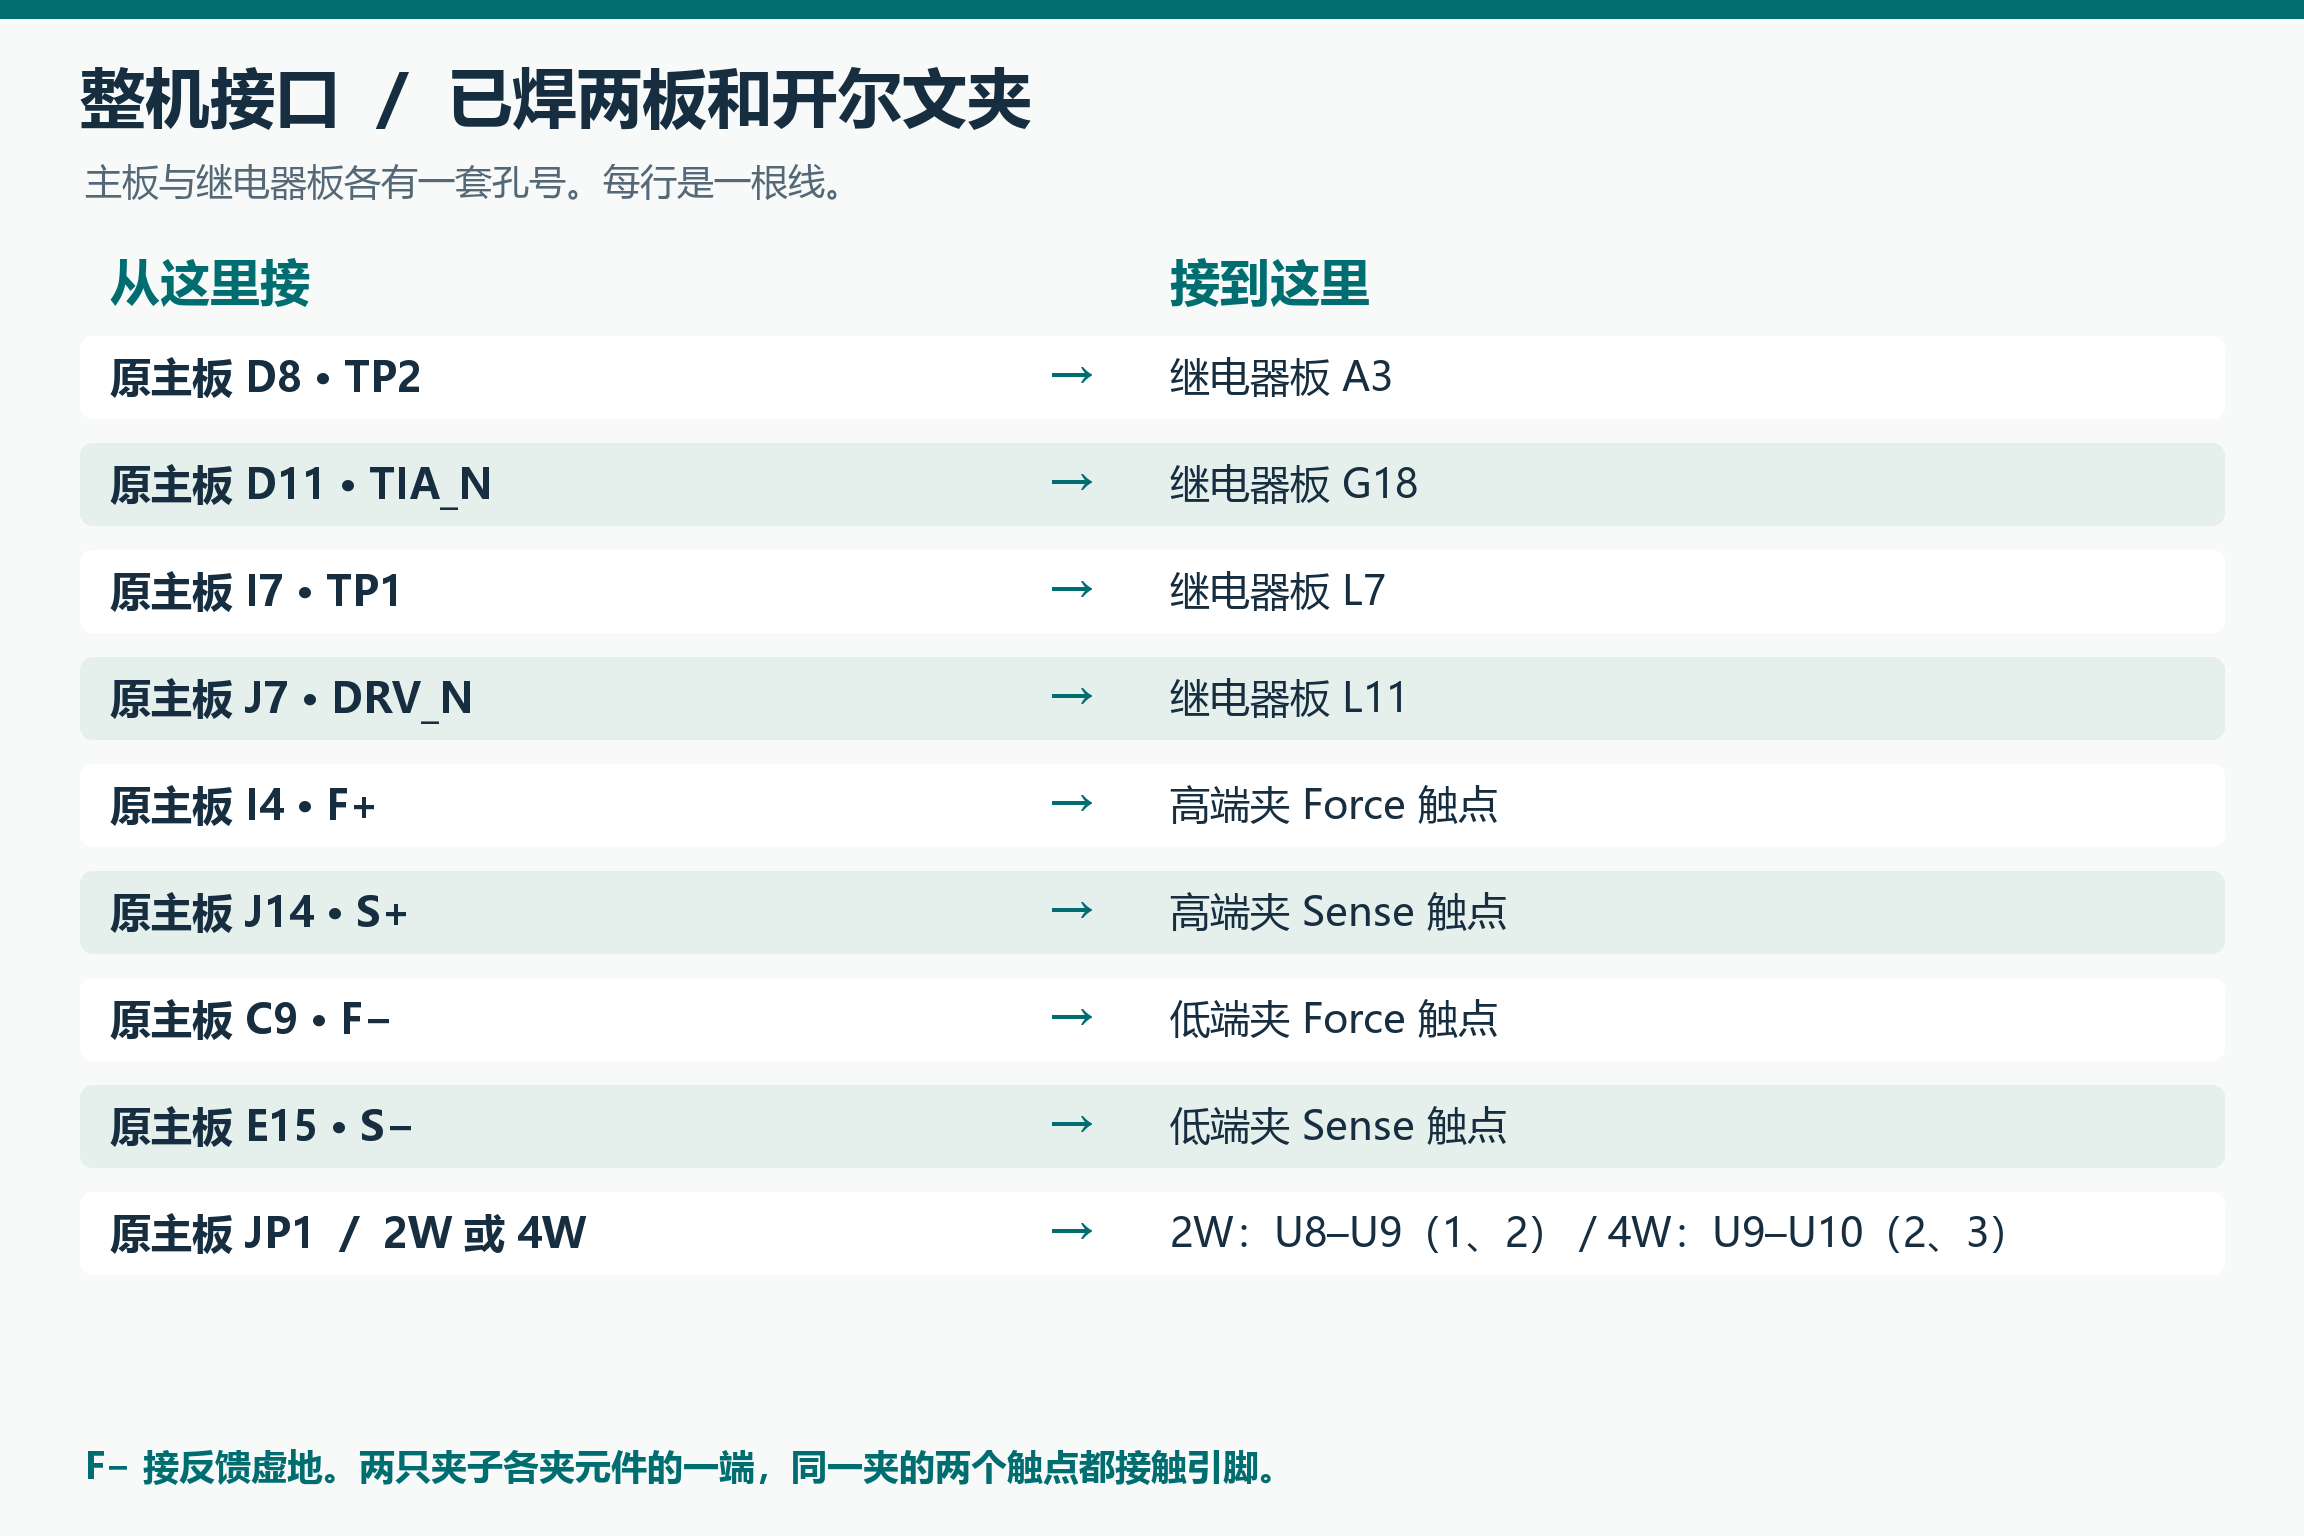 整机接口 / 已焊两板和开尔文夹
主板与继电器板各有一套孔号。每行是一根线。
从这里接 接到这里
原主板 D8 • TP2 → 继电器板 A3
原主板 D11 • TIA_N → 继电器板 G18
原主板 I7 • TP1 → 继电器板 L7
原主板 J7 • DRV_N → 继电器板 L11
原主板 I4 • F+ → 高端夹 Force 触点
原主板 J14 • S+ → 高端夹 Sense 触点
原主板 C9 • F− → 低端夹 Force 触点
原主板 E15 • S− → 低端夹 Sense 触点
原主板 JP1 / 2W 或 4W → 2W：U8–U9（1、2） / 4W：U9–U10（2、3）
F− 接反馈虚地。两只夹子各夹元件的一端，同一夹的两个触点都接触引脚。